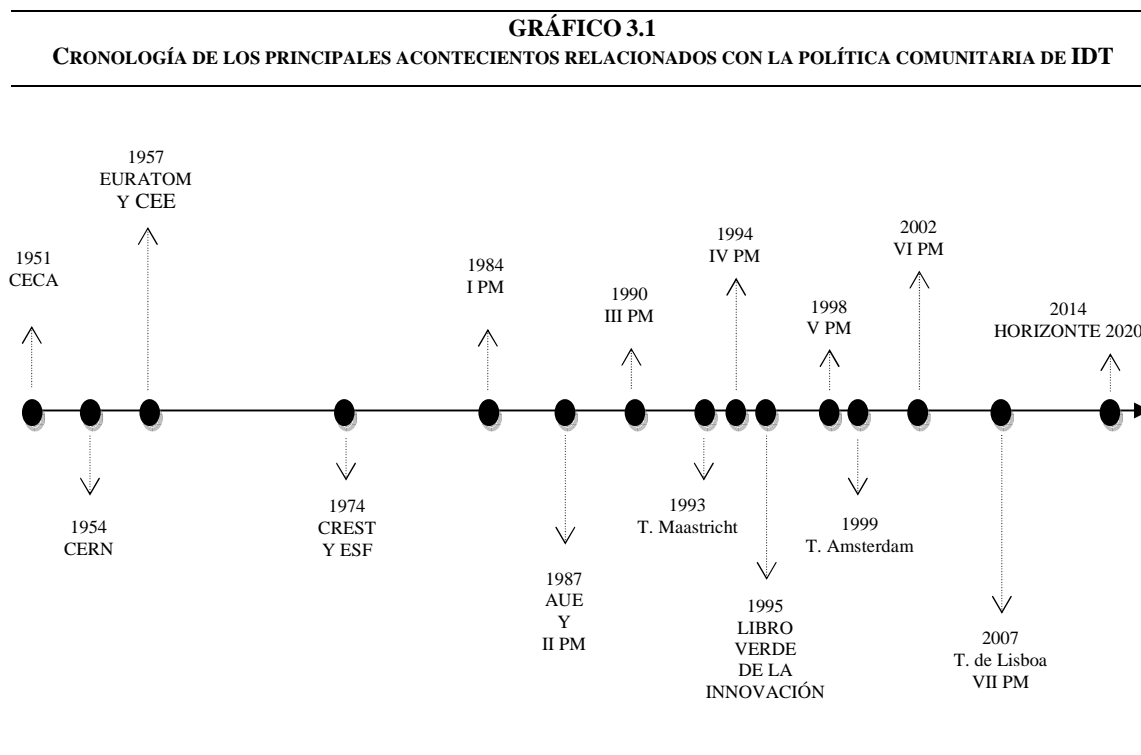 GRÁFICO 3.1
CRONOLOGÍA DE LOS PRINCIPALES ACONTECIENTOS RELACIONADOS CON LA POLÍTICA COMUNITARIA DE IDT
1951
CECA
1954
CERN
1957
EURATOM
Y CEE
1974
CREST
Y ESF
1984
I PM
1987
AUE
Y
II PM
1990
III PM
1993
T. Maastricht
1994
IV PM
1995
LIBRO
VERDE
DE LA
INNOVACIÓN
1998
V PM
1999
T. Amsterdam
2002
VI PM
2007
T. de Lisboa
VII PM
2014
HORIZONTE 2020